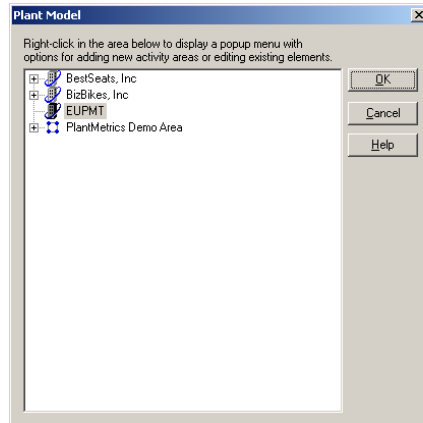 Plant Model
Right-click in the area below to display a popup menu with
options for adding new activity areas or editing existing elements.
BestSeats, Inc
BizBikes, Inc
EUPMT
PlantMetrics Demo Area
OK
Cancel
Help